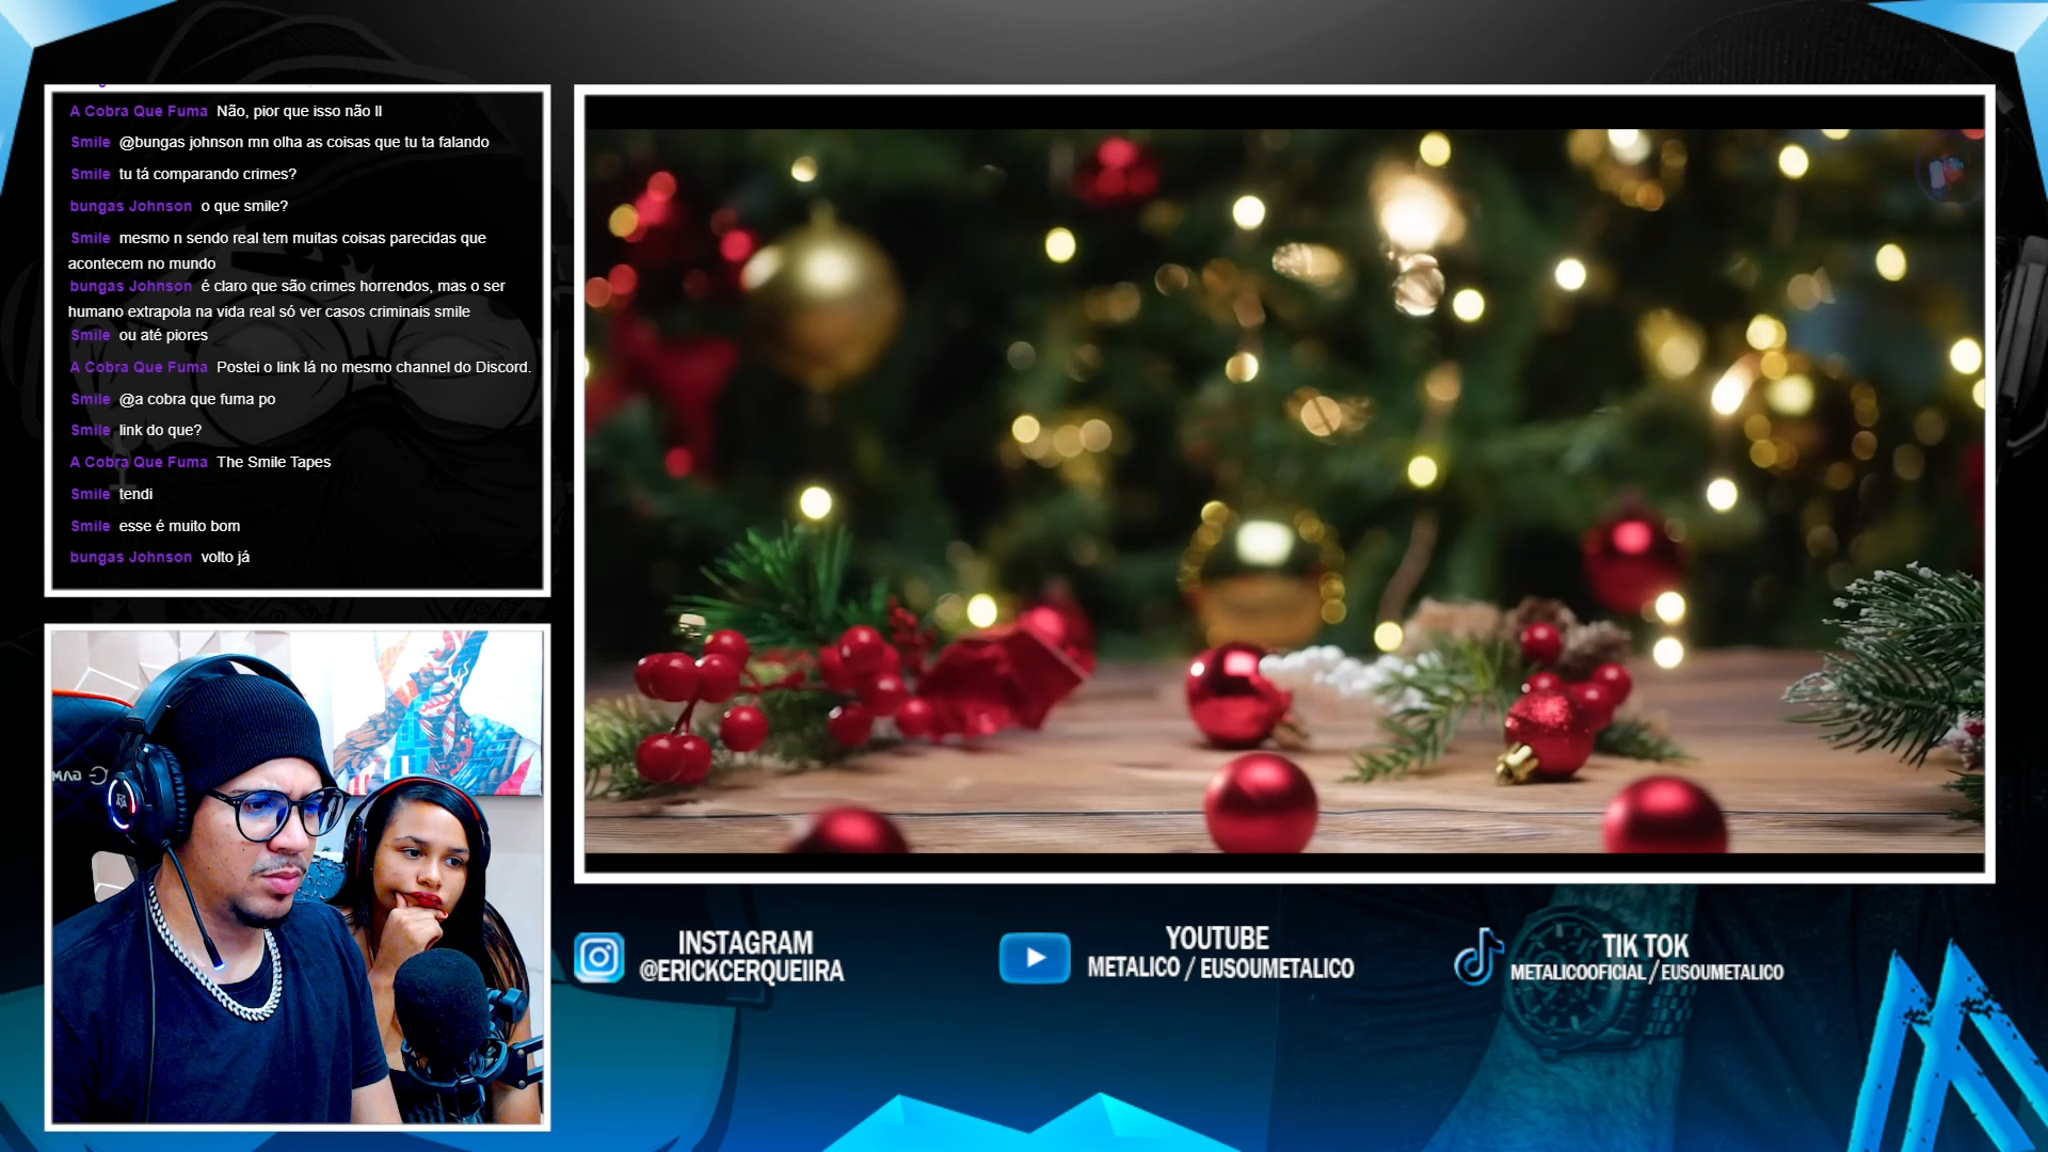 A Cobra Que Fuma Não, pior que isso não II
Smile @bungas johnson mn olha as coisas que tu ta falando
Smile tu tá comparando crimes?
bungas Johnson o que smile?
Smile mesmo n sendo real tem muitas coisas parecidas que
acontecem no mundo
bungas Johnson é claro que são crimes horrendos, mas o ser
humano extrapola na vida real só ver casos criminais smile
Smile ou até piores
A Cobra Que Fuma Postei o link lá no mesmo channel do Discord.
Smile @a cobra que fuma po
Smile link do que?
A Cobra Que Fuma The Smile Tapes
Smile tendi
Smile esse é muito bom
bungas Johnson volto já
INSTAGRAM
@ERICKCERQUEIIRA
YOUTUBE
METALICO / EUSOUMETALICO
TIK TOK
METALICOOFICIAL / EUSOUMETALICO